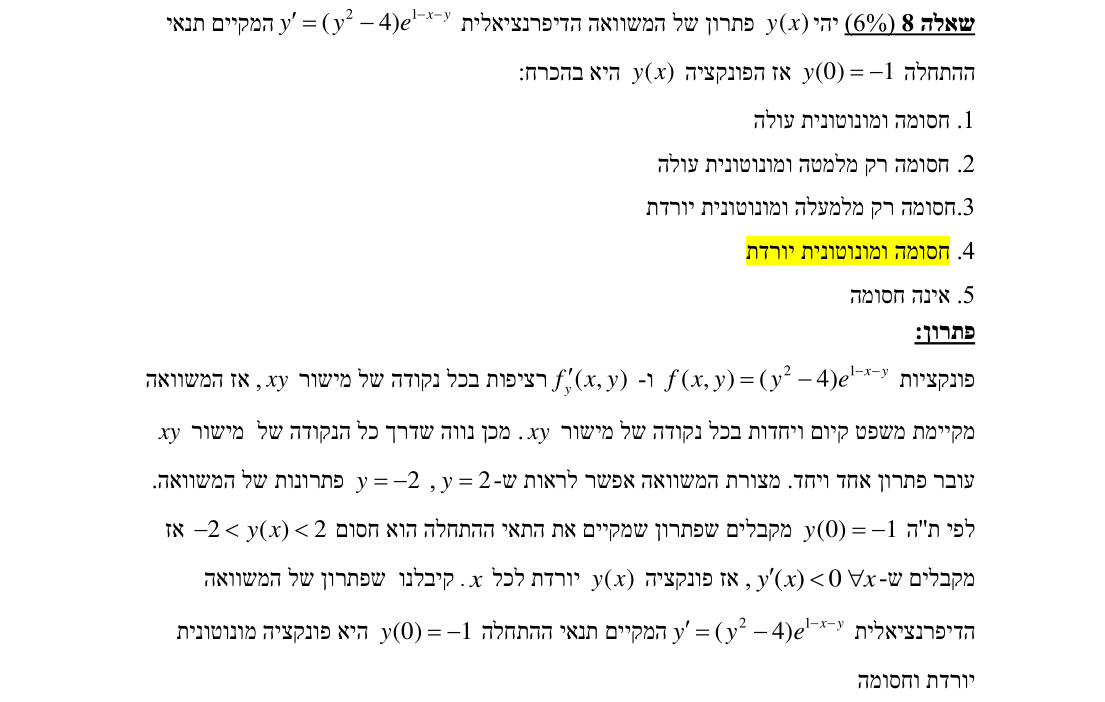 שאלה 8 (6%) יהי y(x) פתרון של המשוואה הדיפרנציאלית y′ = (y² − 4)e^{1−x−y} המקיים תנאי
ההתחלה y(0) = −1 אז הפונקציה y(x) היא בהכרח:
1. חסומה ומונוטונית עולה
2. חסומה רק מלמטה ומונוטונית עולה
3.חסומה רק מלמעלה ומונוטונית יורדת
4. חסומה ומונוטונית יורדת
5. אינה חסומה
פתרון:
פונקציות f(x, y) = (y² − 4)e^{1−x−y} ו- f′_y(x, y) רציפות בכל נקודה של מישור xy, אז המשוואה
מקיימת משפט קיום ויחדות בכל נקודה של מישור xy. מכן נווה שדרך כל הנקודה של מישור xy
עובר פתרון אחד ויחד. מצורת המשוואה אפשר לראות ש-y = −2 , y = 2 פתרונות של המשוואה.
לפי ת"ה y(0) = −1 מקבלים שפתרון שמקיים את התאי ההתחלה הוא חסום −2 < y(x) < 2 אז
מקבלים ש-y′(x) < 0 ∀x, אז פונקציה y(x) יורדת לכל x. קיבלנו שפתרון של המשוואה
הדיפרנציאלית y′ = (y² − 4)e^{1−x−y} המקיים תנאי ההתחלה y(0) = −1 היא פונקציה מונוטונית
יורדת וחסומה